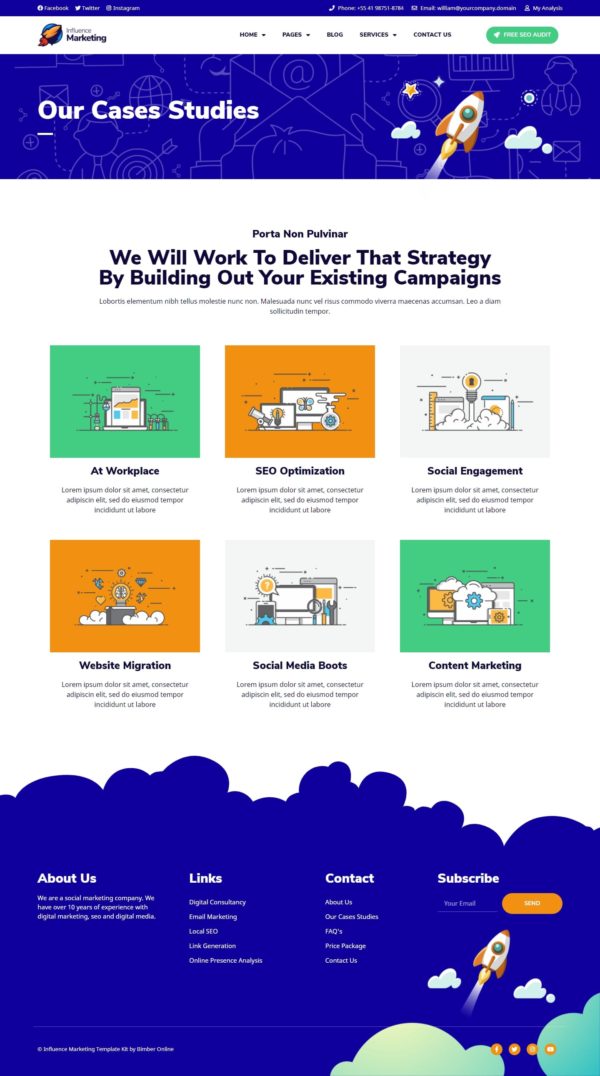 Facebook Twitter Instagram Phone: +55 41 98751-8784 Email: william@yourcompany.domain My Analysis
Influence
Marketing
HOME PAGES BLOG SERVICES CONTACT US FREE SEO AUDIT
Our Cases Studies
Porta Non Pulvinar
We Will Work To Deliver That Strategy
By Building Out Your Existing Campaigns
Lobortis elementum nibh tellus molestie nunc non. Malesuada nunc vel risus commodo viverra maecenas accumsan. Leo a diam
sollicitudin tempor.
At Workplace
Lorem ipsum dolor sit amet, consectetur
adipiscin elit, sed do eiusmod tempor
incididunt ut labore
SEO Optimization
Lorem ipsum dolor sit amet, consectetur
adipiscin elit, sed do eiusmod tempor
incididunt ut labore
Social Engagement
Lorem ipsum dolor sit amet, consectetur
adipiscin elit, sed do eiusmod tempor
incididunt ut labore
Website Migration
Lorem ipsum dolor sit amet, consectetur
adipiscin elit, sed do eiusmod tempor
incididunt ut labore
Social Media Boots
Lorem ipsum dolor sit amet, consectetur
adipiscin elit, sed do eiusmod tempor
incididunt ut labore
Content Marketing
Lorem ipsum dolor sit amet, consectetur
adipiscin elit, sed do eiusmod tempor
incididunt ut labore
About Us
We are a social marketing company. We
have over 10 years of experience with
digital marketing, seo and digital media.
Links
Digital Consultancy
Email Marketing
Local SEO
Link Generation
Online Presence Analysis
Contact
About Us
Our Cases Studies
FAQ's
Price Package
Contact Us
Subscribe
Your Email SEND
© Influence Marketing Template Kit by Bimber Online